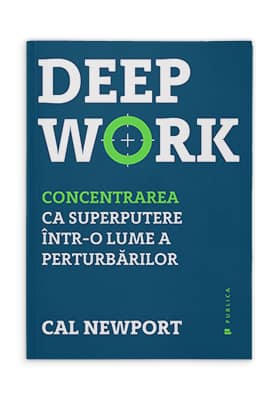 DEEP
WORK
CONCENTRAREA
CA SUPERPUTERE
ÎNTR-O LUME A
PERTURBĂRILOR
CAL NEWPORT
PUBLICA